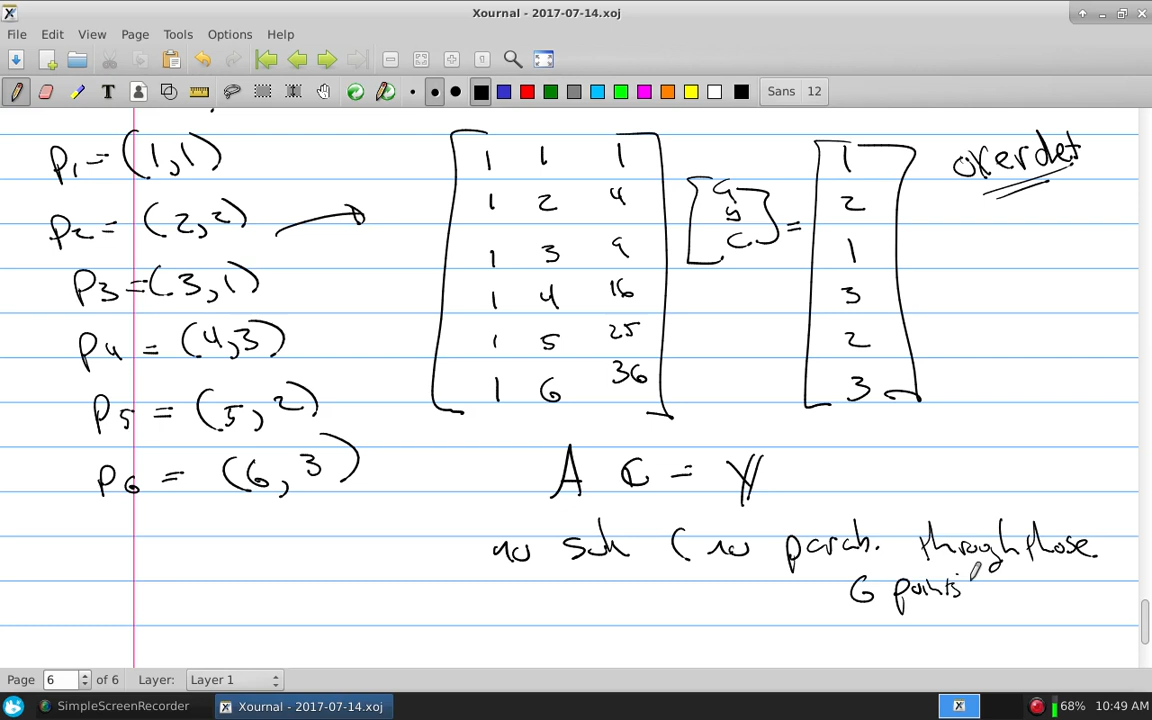 Xournal - 2017-07-14.xoj
File Edit View Page Tools Options Help
Sans 12
P1 = (1,1)
P2 = (2,2)
P3 = (3,1)
P4 = (4,3)
P5 = (5,2)
P6 = (6,3)
1 1 1
1 2 4
1 3 9
1 4 16
1 5 25
1 6 36
a
b
c
=
1
2
1
3
2
3
overdet
A C = Y
no soln (no parab. through those
6 points
Page 6 of 6 Layer: Layer 1
SimpleScreenRecorder Xournal - 2017-07-14.xoj 68% 10:49 AM